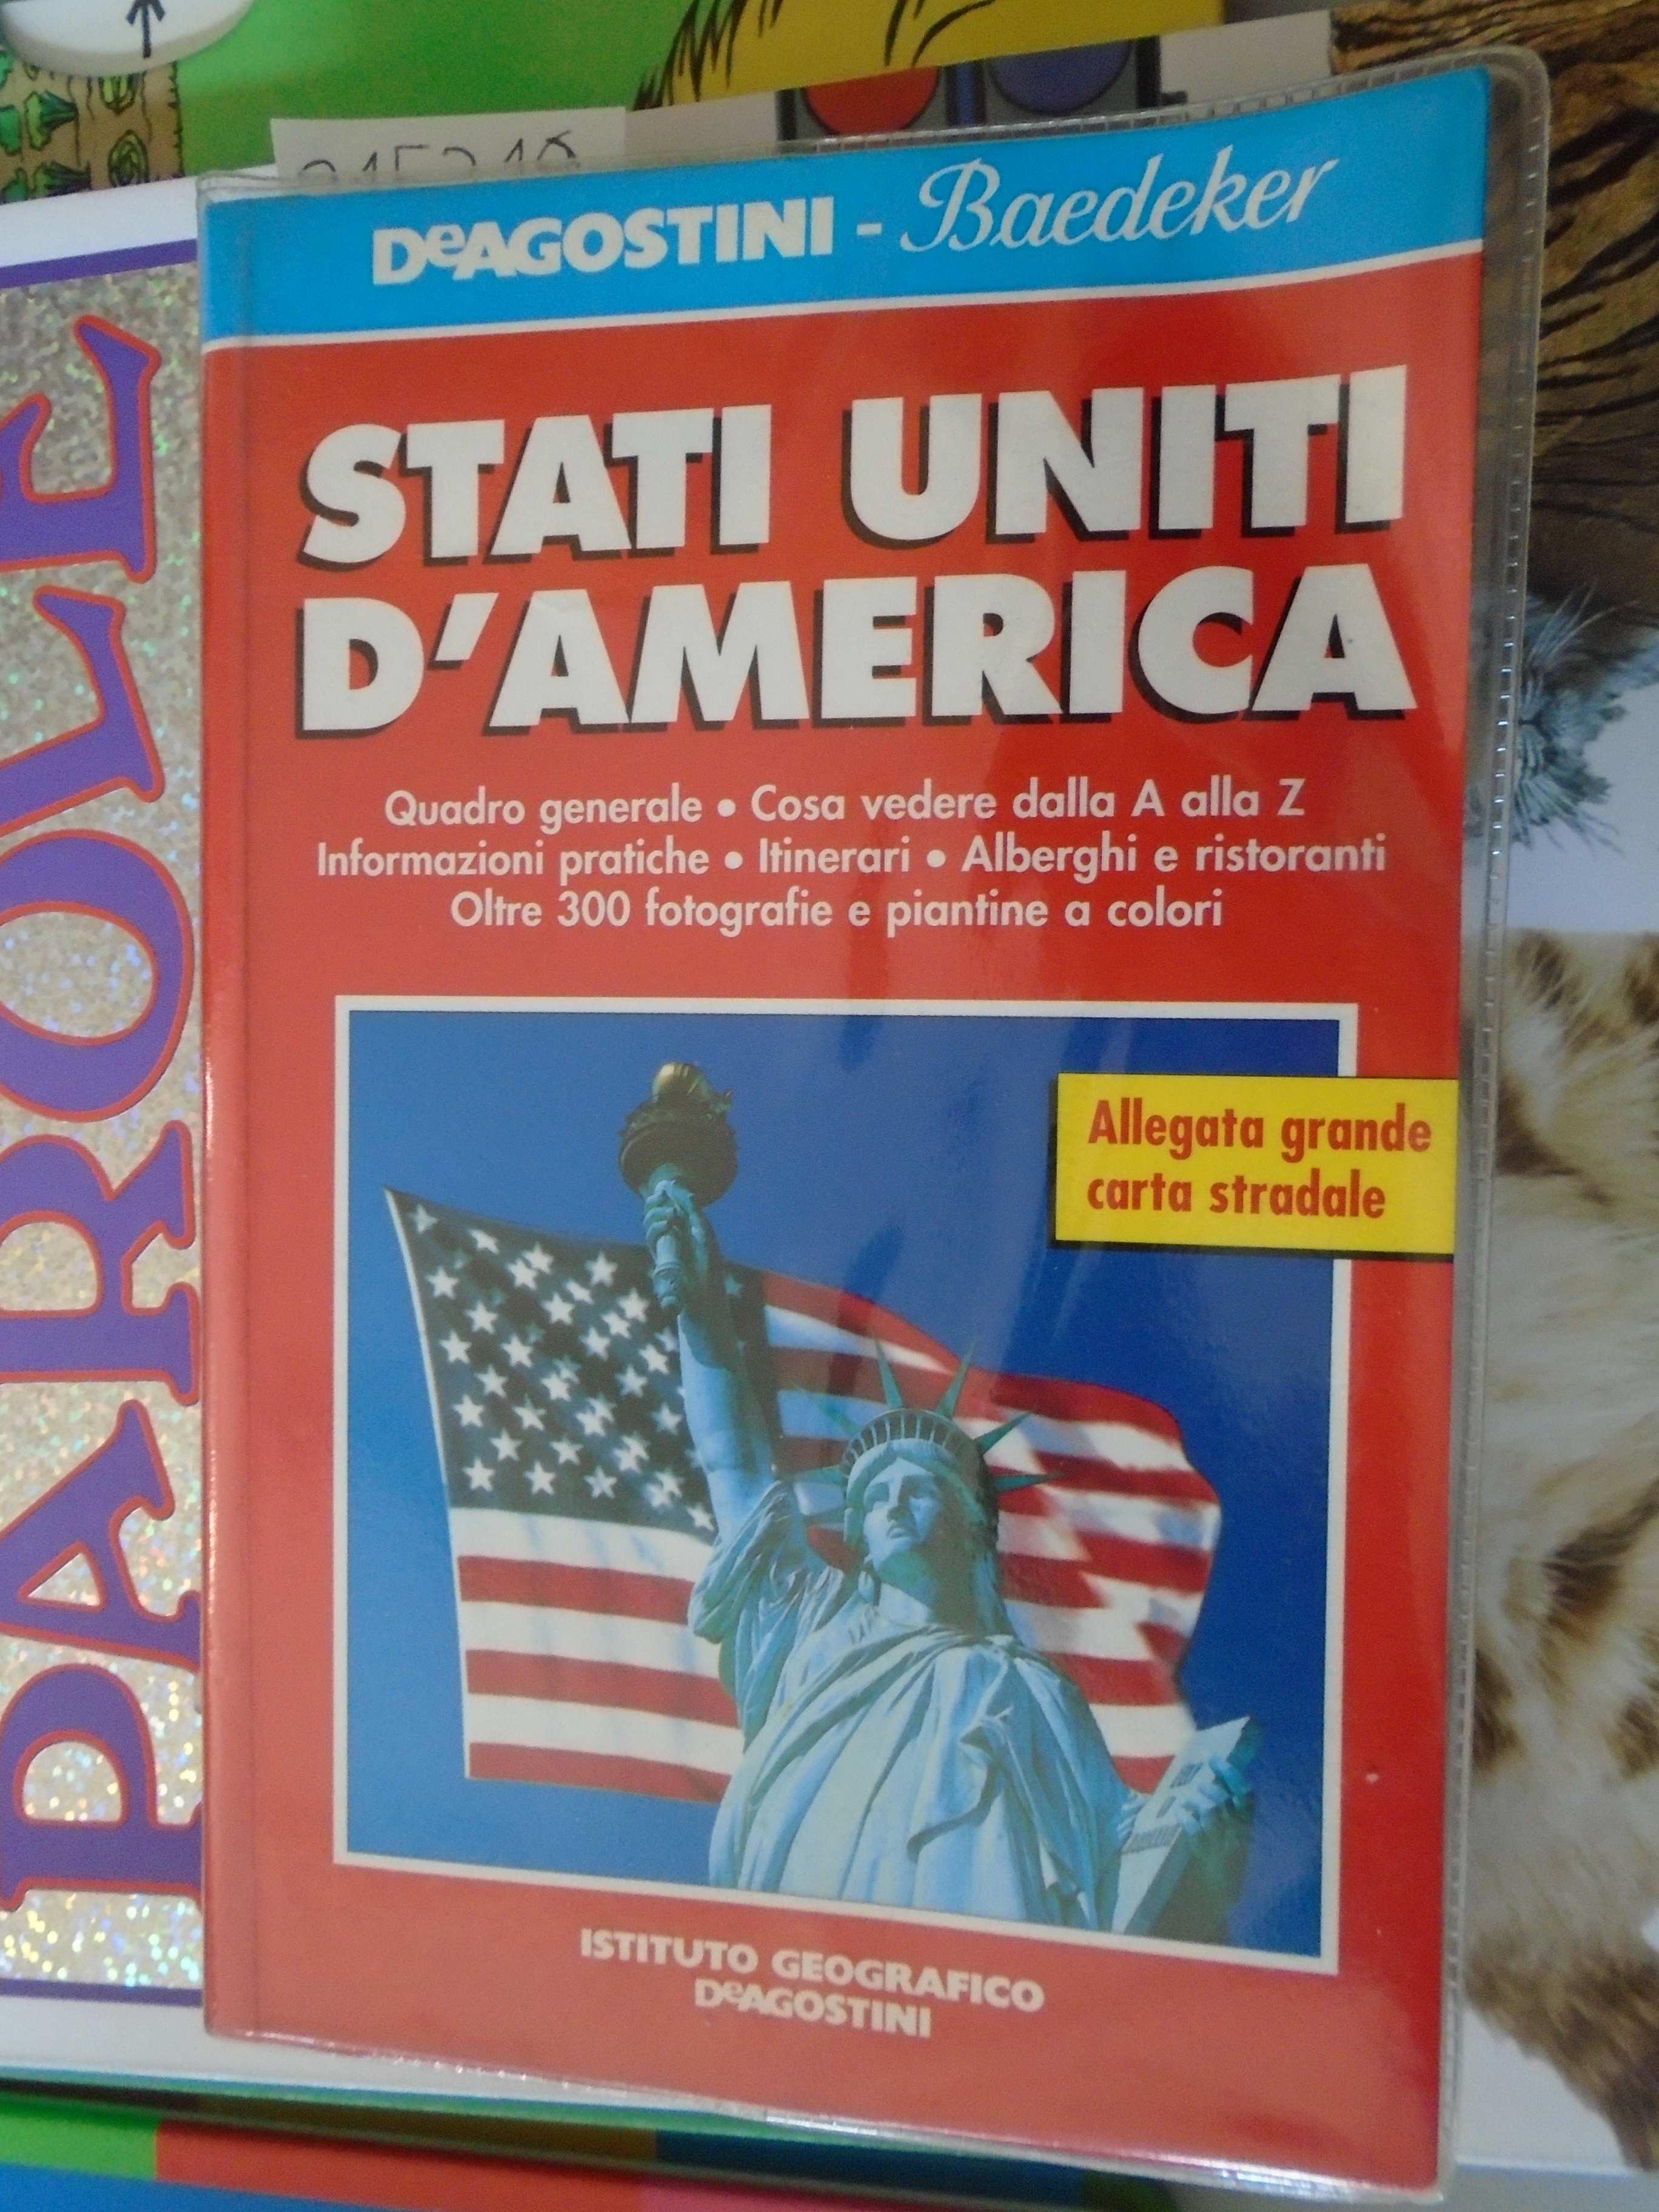 DeAGOSTINI - Baedeker
STATI UNITI
D'AMERICA
Quadro generale • Cosa vedere dalla A alla Z
Informazioni pratiche • Itinerari • Alberghi e ristoranti
Oltre 300 fotografie e piantine a colori
Allegata grande
carta stradale
ISTITUTO GEOGRAFICO
DeAGOSTINI
PAROLE